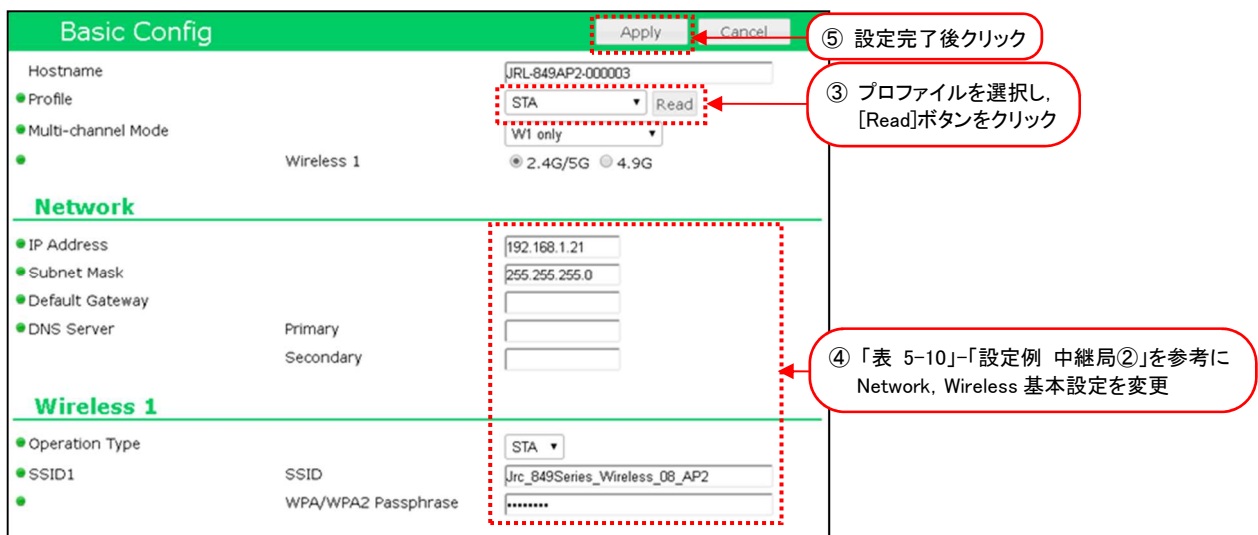 Basic Config
Apply
Cancel
⑤ 設定完了後クリック
Hostname
JRL-849AP2-000003
Profile
STA
Read
③ プロファイルを選択し,
[Read]ボタンをクリック
Multi-channel Mode
W1 only
Wireless 1
2.4G/5G
4.9G
Network
IP Address
192.168.1.21
Subnet Mask
255.255.255.0
Default Gateway
DNS Server
Primary
Secondary
④ 「表 5-10」-「設定例 中継局②」を参考に
Network, Wireless 基本設定を変更
Wireless 1
Operation Type
STA
SSID1
SSID
Jrc_849Series_Wireless_08_AP2
WPA/WPA2 Passphrase
••••••••